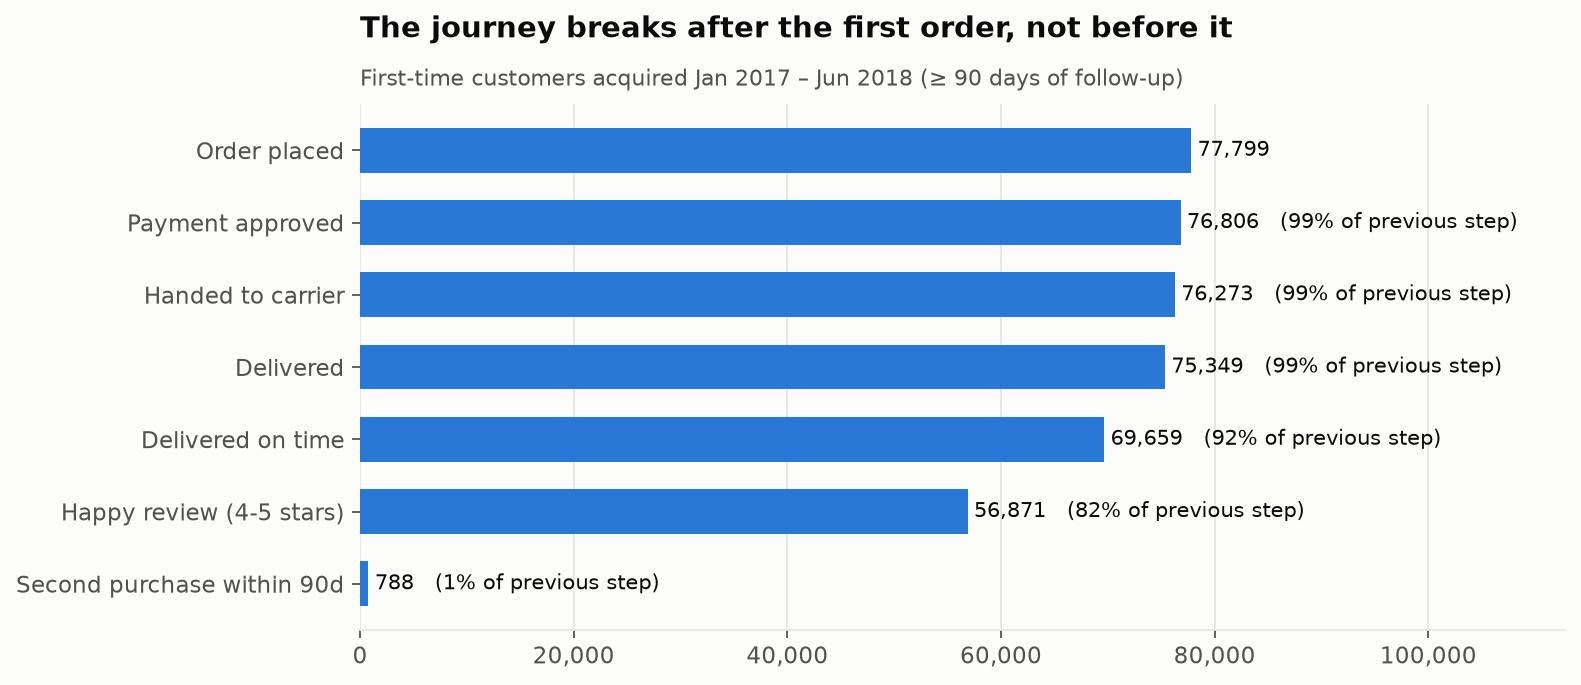 The journey breaks after the first order, not before it
First-time customers acquired Jan 2017 – Jun 2018 (≥ 90 days of follow-up)
Order placed 77,799
Payment approved 76,806 (99% of previous step)
Handed to carrier 76,273 (99% of previous step)
Delivered 75,349 (99% of previous step)
Delivered on time 69,659 (92% of previous step)
Happy review (4-5 stars) 56,871 (82% of previous step)
Second purchase within 90d 788 (1% of previous step)
0 20,000 40,000 60,000 80,000 100,000